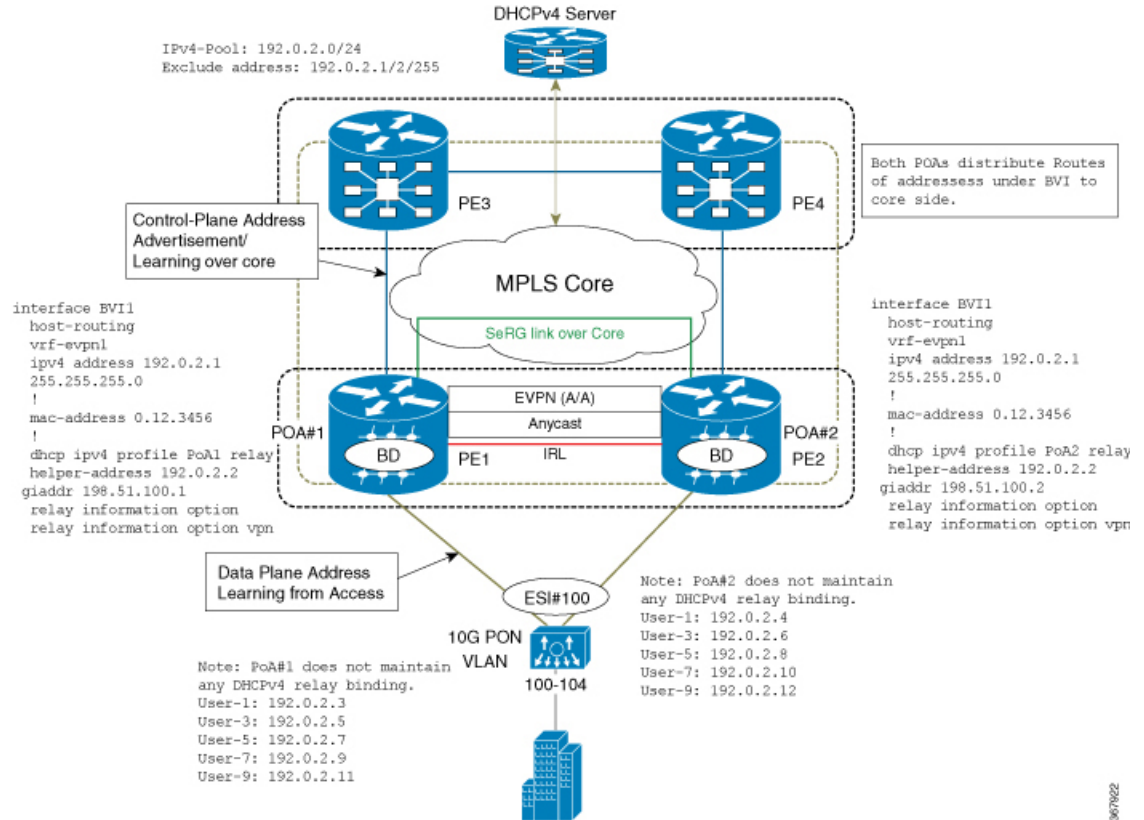 DHCPv4 Server
IPv4-Pool: 192.0.2.0/24
Exclude address: 192.0.2.1/2/255
PE3
PE4
Both POAs distribute Routes
of addressess under BVI to
core side.
Control-Plane Address
Advertisement/
Learning over core
MPLS Core
SeRG link over Core
interface BVI1
host-routing
vrf-evpn1
ipv4 address 192.0.2.1
255.255.255.0
!
mac-address 0.12.3456
!
dhcp ipv4 profile PoA1 relay
helper-address 192.0.2.2
giaddr 198.51.100.1
relay information option
relay information option vpn
POA#1
BD
PE1
EVPN (A/A)
Anycast
IRL
POA#2
BD
PE2
interface BVI1
host-routing
vrf-evpn1
ipv4 address 192.0.2.1
255.255.255.0
!
mac-address 0.12.3456
!
dhcp ipv4 profile PoA2 relay
helper-address 192.0.2.2
giaddr 198.51.100.2
relay information option
relay information option vpn
Data Plane Address
Learning from Access
ESI#100
10G PON
VLAN
100-104
Note: PoA#1 does not maintain
any DHCPv4 relay binding.
User-1: 192.0.2.3
User-3: 192.0.2.5
User-5: 192.0.2.7
User-7: 192.0.2.9
User-9: 192.0.2.11
Note: PoA#2 does not maintain
any DHCPv4 relay binding.
User-1: 192.0.2.4
User-3: 192.0.2.6
User-5: 192.0.2.8
User-7: 192.0.2.10
User-9: 192.0.2.12
367922